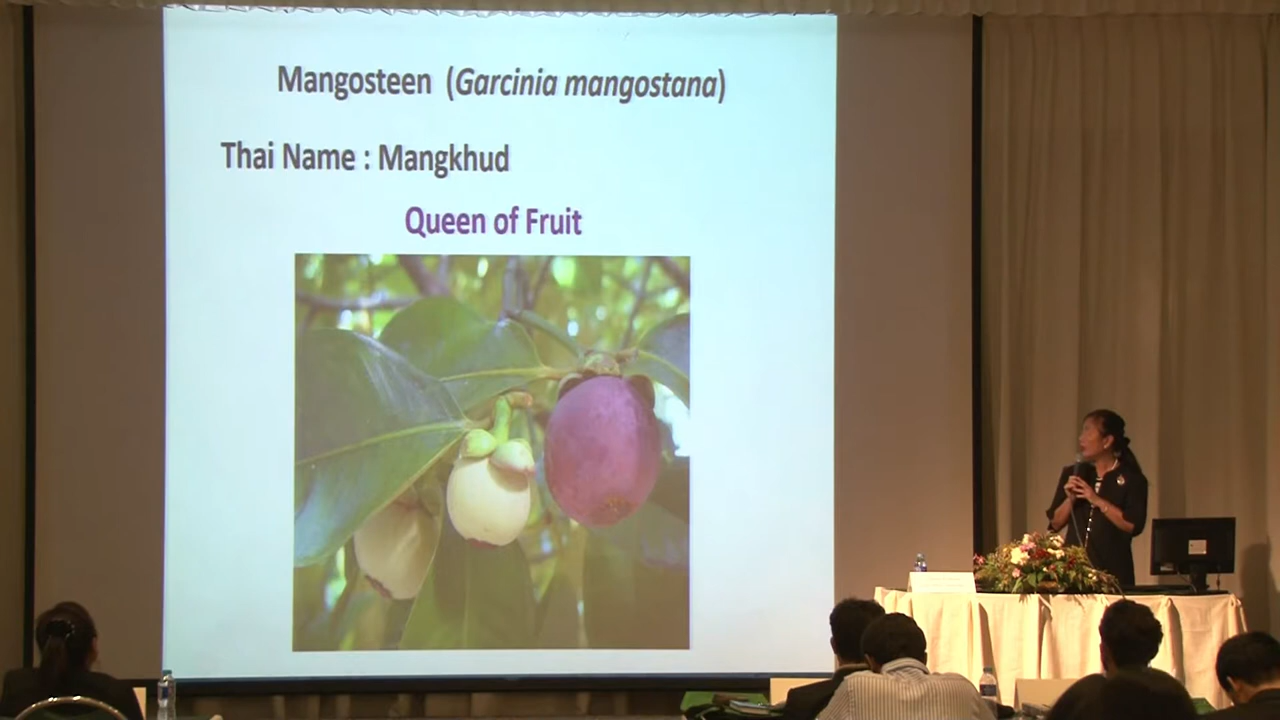 Mangosteen (Garcinia mangostana)
Thai Name : Mangkhud
Queen of Fruit